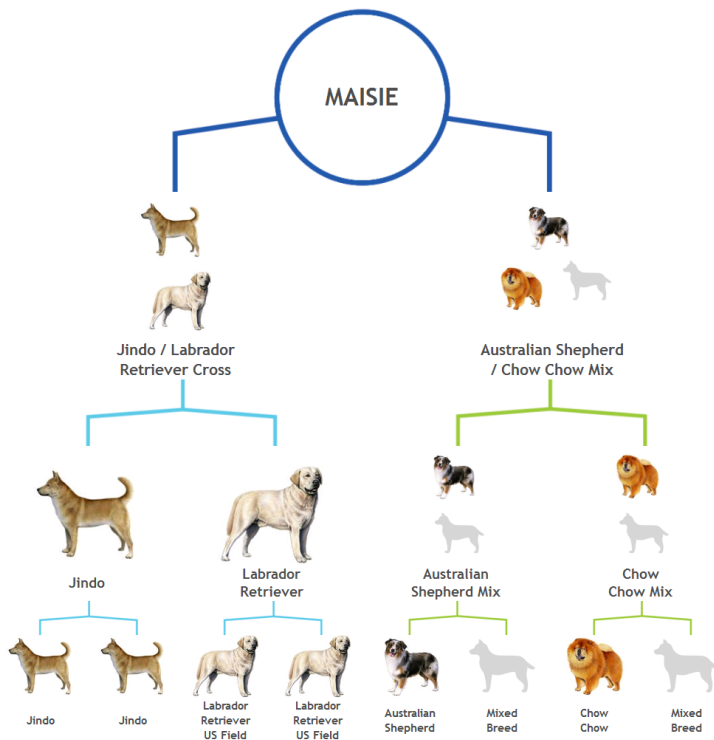 MAISIE
Jindo / Labrador
Retriever Cross
Australian Shepherd
/ Chow Chow Mix
Jindo
Labrador
Retriever
Australian
Shepherd Mix
Chow
Chow Mix
Jindo
Jindo
Labrador
Retriever
US Field
Labrador
Retriever
US Field
Australian
Shepherd
Mixed
Breed
Chow
Chow
Mixed
Breed